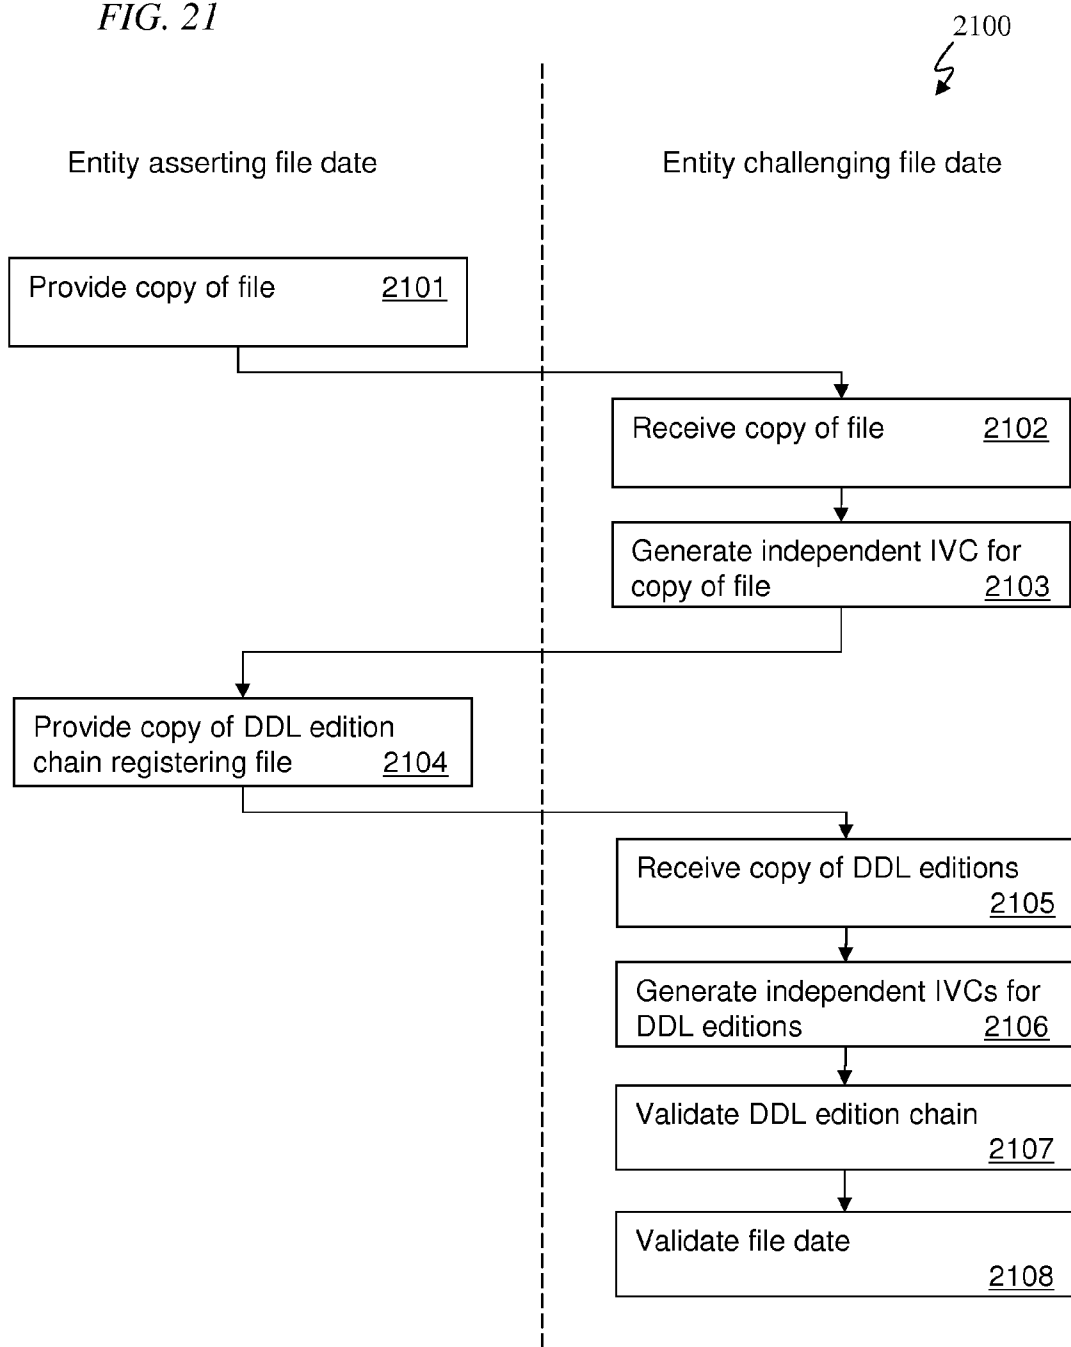 FIG. 21
2100
Entity asserting file date
Entity challenging file date
Provide copy of file 2101
Receive copy of file 2102
Generate independent IVC for
copy of file 2103
Provide copy of DDL edition
chain registering file 2104
Receive copy of DDL editions
2105
Generate independent IVCs for
DDL editions 2106
Validate DDL edition chain
2107
Validate file date
2108